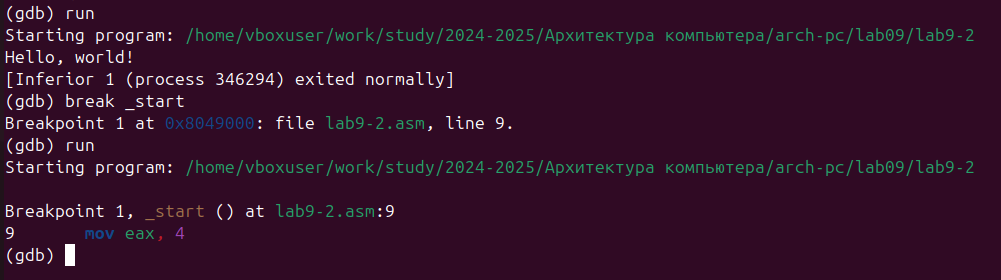 (gdb) run
Starting program: /home/vboxuser/work/study/2024-2025/Архитектура компьютера/arch-pc/lab09/lab9-2
Hello, world!
[Inferior 1 (process 346294) exited normally]
(gdb) break _start
Breakpoint 1 at 0x8049000: file lab9-2.asm, line 9.
(gdb) run
Starting program: /home/vboxuser/work/study/2024-2025/Архитектура компьютера/arch-pc/lab09/lab9-2
Breakpoint 1, _start () at lab9-2.asm:9
9       mov eax, 4
(gdb)